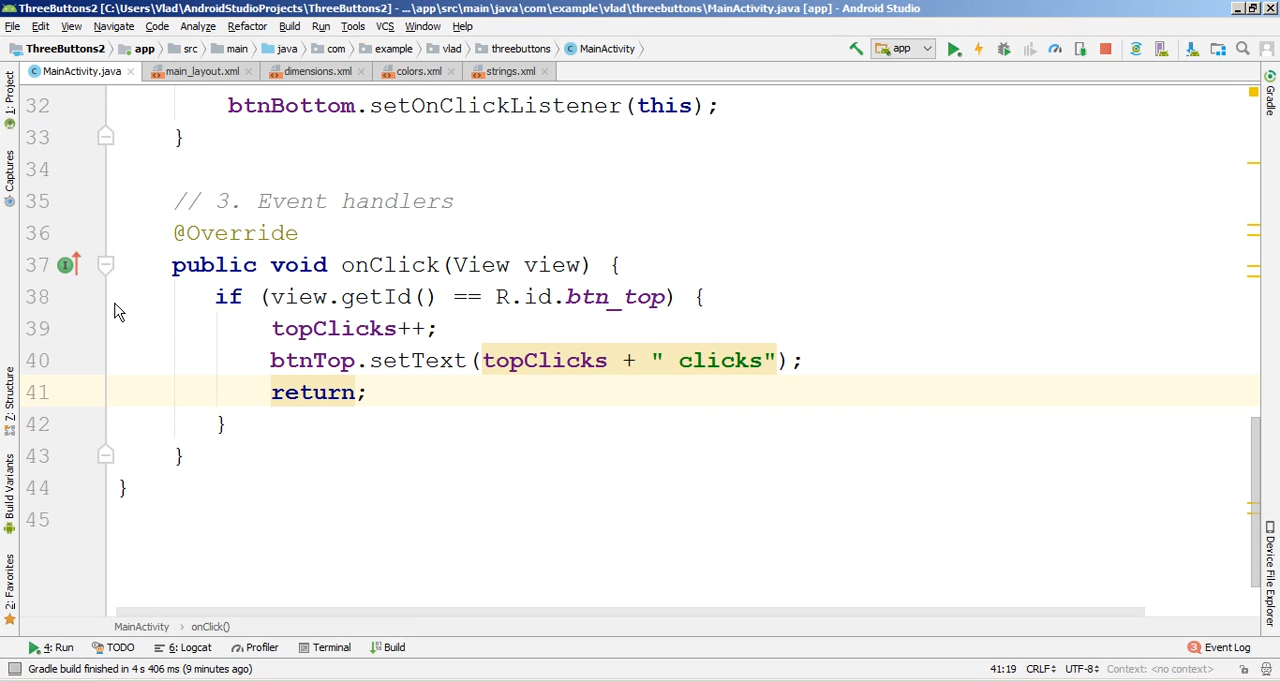 ThreeButtons2 [C:\Users\Vlad\AndroidStudioProjects\ThreeButtons2] - ...\app\src\main\java\com\example\vlad\threebuttons\MainActivity.java [app] - Android Studio
File Edit View Navigate Code Analyze Refactor Build Run Tools VCS Window Help
ThreeButtons2 app src main java com example vlad threebuttons MainActivity app
MainActivity.java main_layout.xml dimensions.xml colors.xml strings.xml
1: Project
Captures
7: Structure
Build Variants
2: Favorites
32 btnBottom.setOnClickListener(this);
33 }
34
35 // 3. Event handlers
36 @Override
37 public void onClick(View view) {
38 if (view.getId() == R.id.btn_top) {
39 topClicks++;
40 btnTop.setText(topClicks + " clicks");
41 return;
42 }
43 }
44 }
45
Gradle
Device File Explorer
MainActivity › onClick()
4: Run TODO 6: Logcat Profiler Terminal Build 3 Event Log
Gradle build finished in 4 s 406 ms (9 minutes ago) 41:19 CRLF UTF-8 Context: <no context>